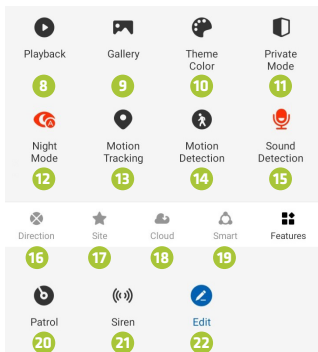 Playback Gallery Theme Color Private Mode
8 9 10 11
Night Mode Motion Tracking Motion Detection Sound Detection
12 13 14 15
Direction Site Cloud Smart Features
16 17 18 19
Patrol Siren Edit
20 21 22